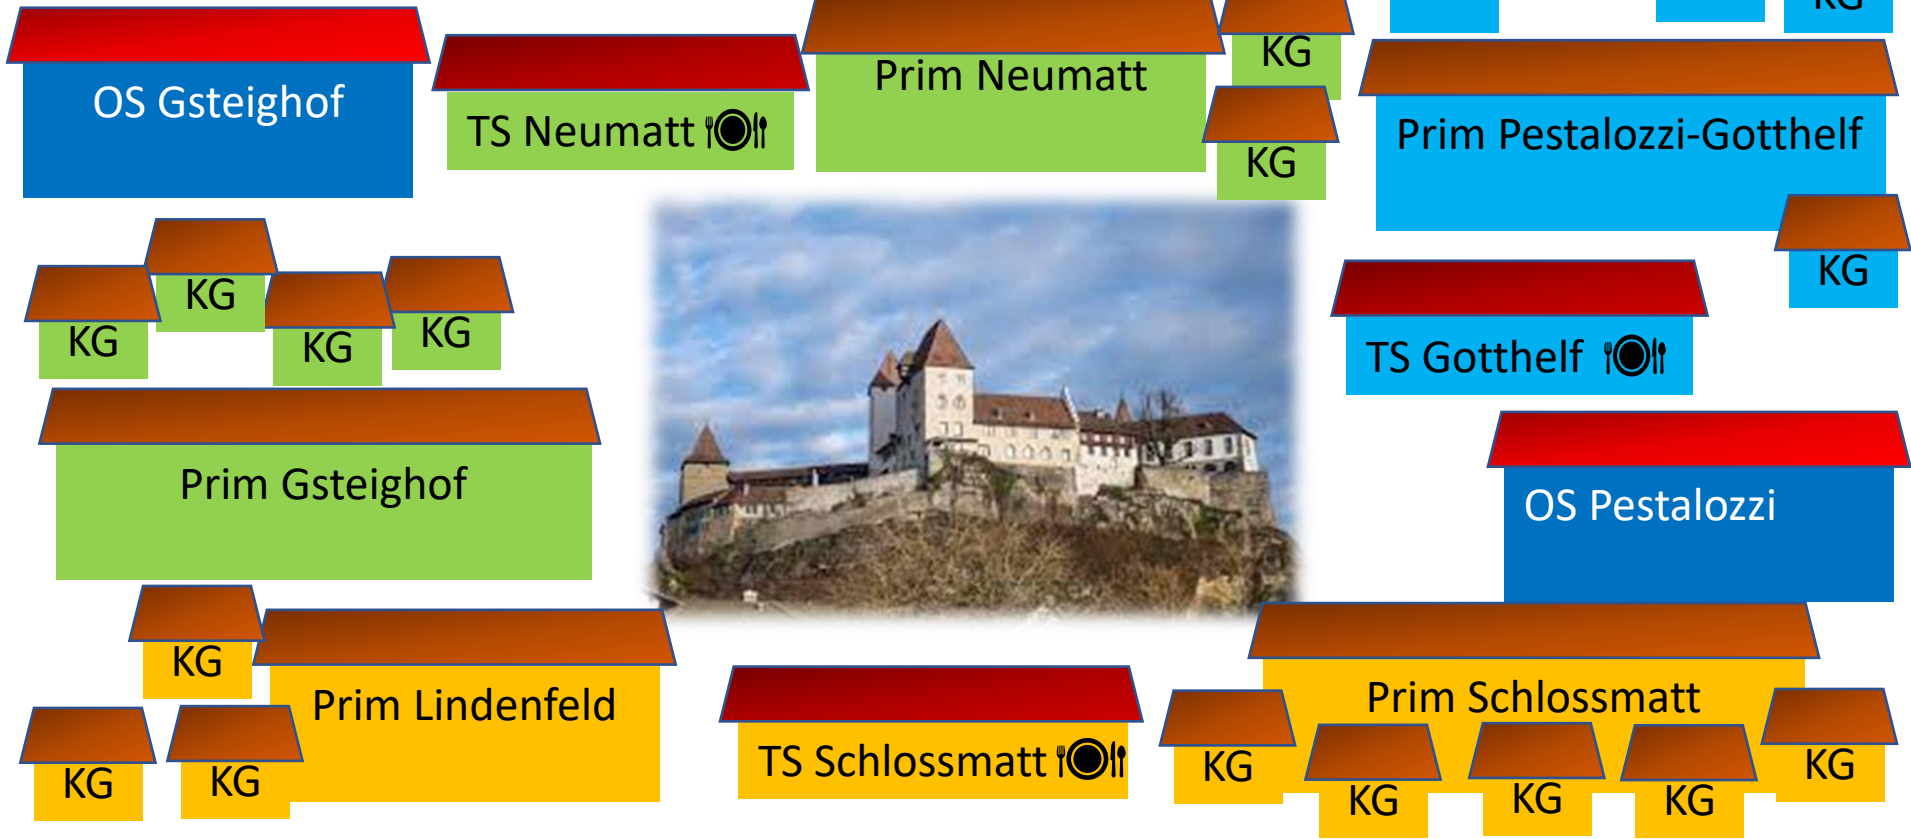 KG
OS Gsteighof
TS Neumatt
Prim Neumatt
KG
KG
Prim Pestalozzi-Gotthelf
KG
KG
KG
KG
KG
TS Gotthelf
Prim Gsteighof
OS Pestalozzi
KG
Prim Lindenfeld
KG
KG
TS Schlossmatt
Prim Schlossmatt
KG
KG
KG
KG
KG